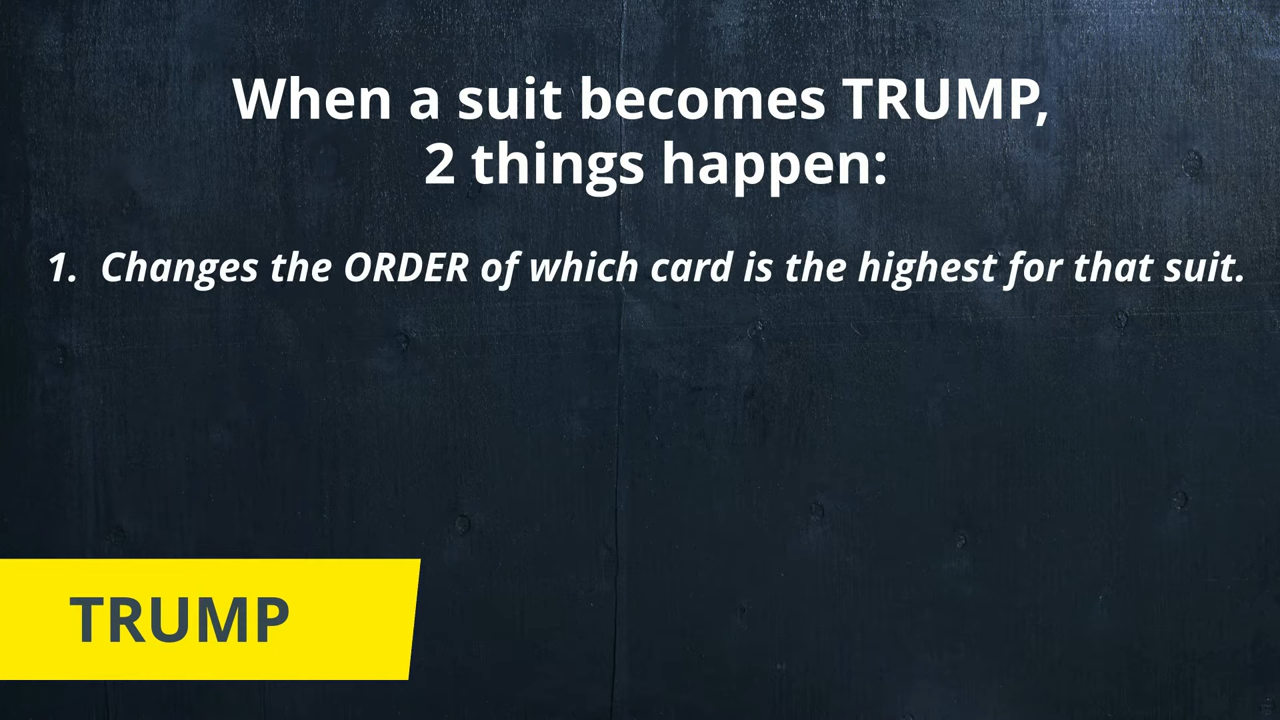 When a suit becomes TRUMP,
2 things happen:
1. Changes the ORDER of which card is the highest for that suit.
TRUMP